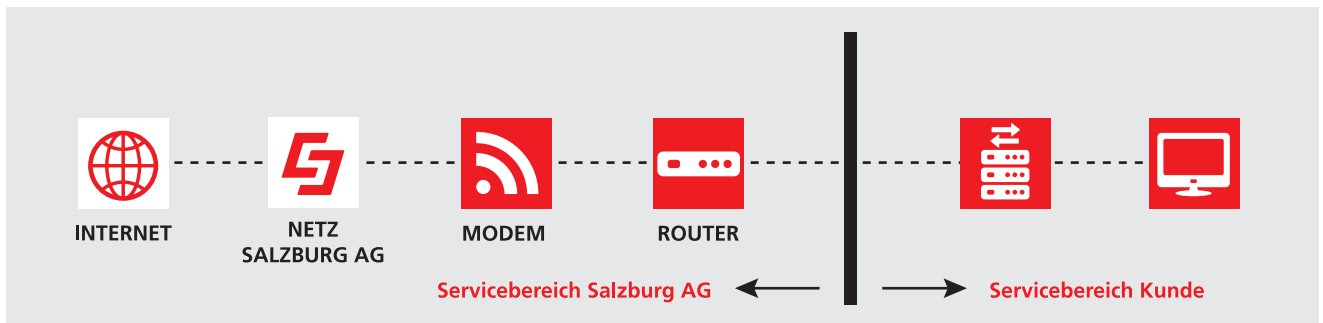 INTERNET
NETZ
SALZBURG AG
MODEM
ROUTER
Servicebereich Salzburg AG
Servicebereich Kunde